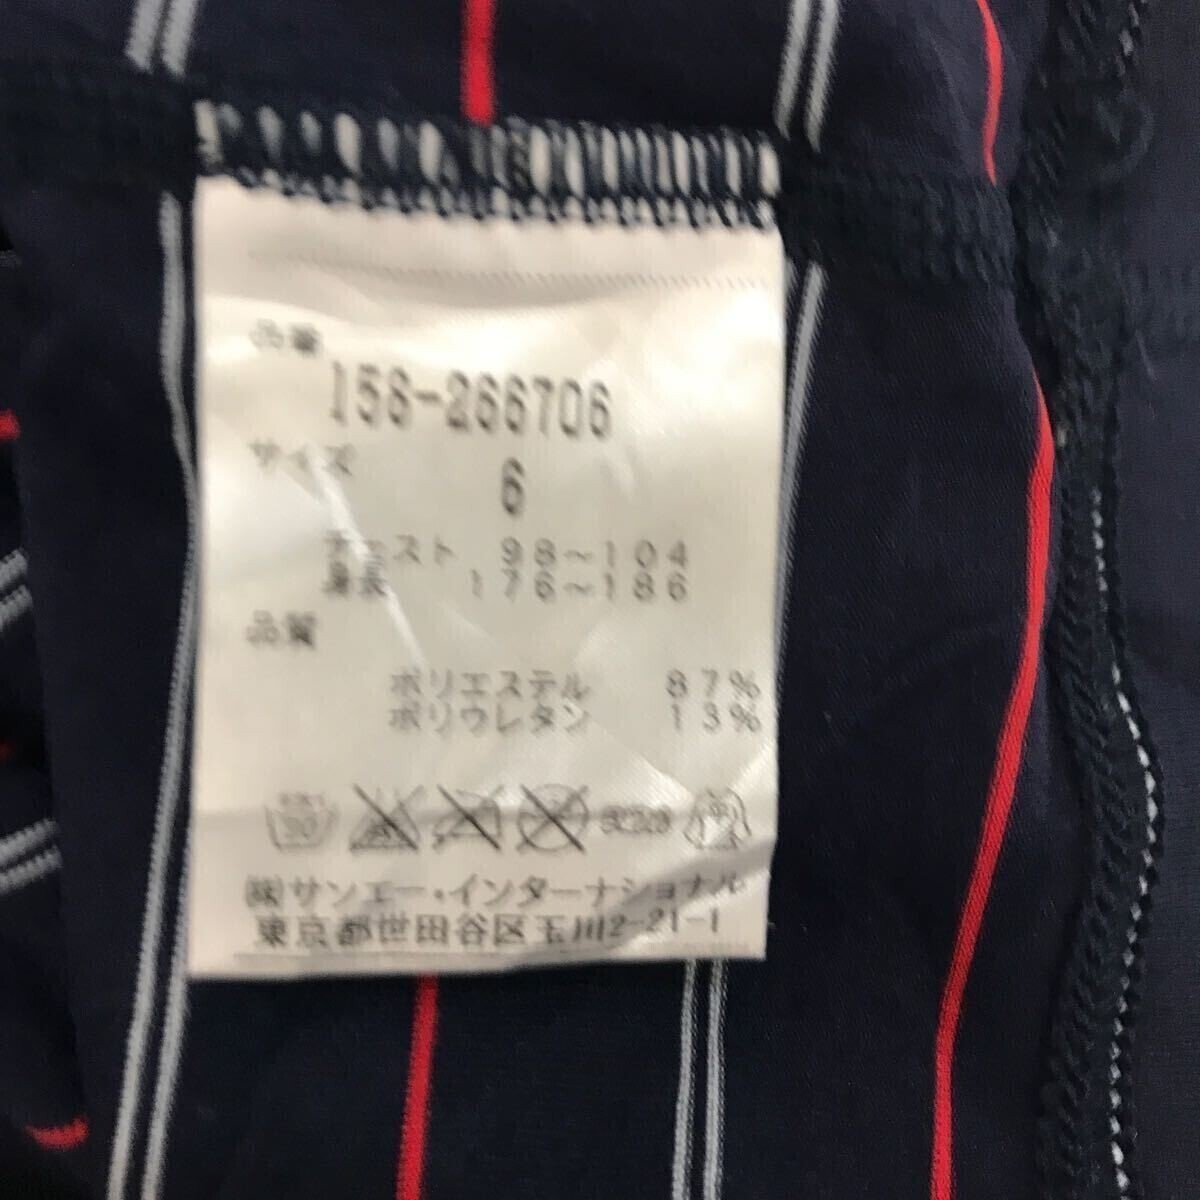 品番
158-266706
サイズ
6
チェスト 98～104
身長 176～186
品質
ポリエステル 87%
ポリウレタン 13%
30
㈱サンエー・インターナショナル
東京都世田谷区玉川2-21-1